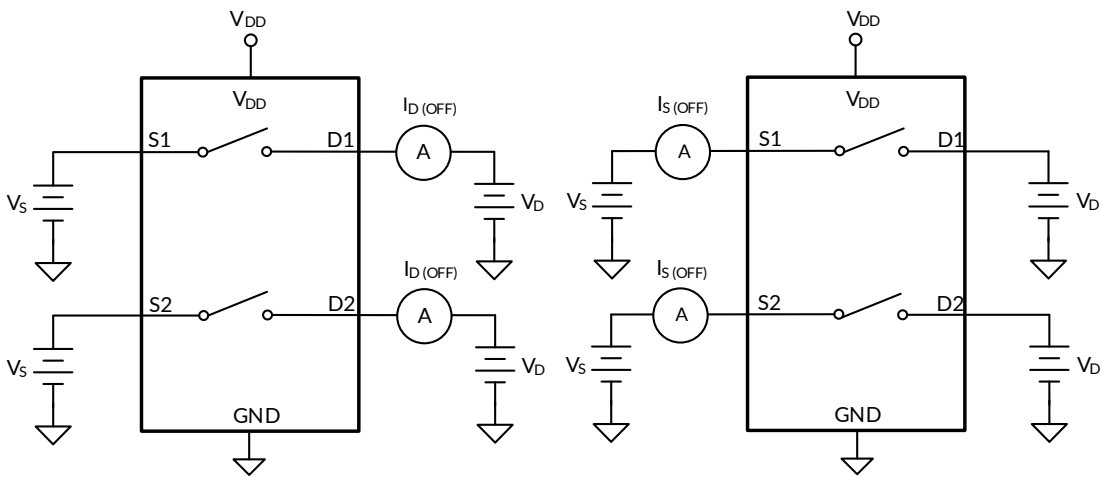 VDD
VDD
S1
D1
ID (OFF)
A
VS
VD
S2
D2
ID (OFF)
A
VS
VD
GND
VDD
VDD
IS (OFF)
A
S1
D1
VS
VD
IS (OFF)
A
S2
D2
VS
VD
GND